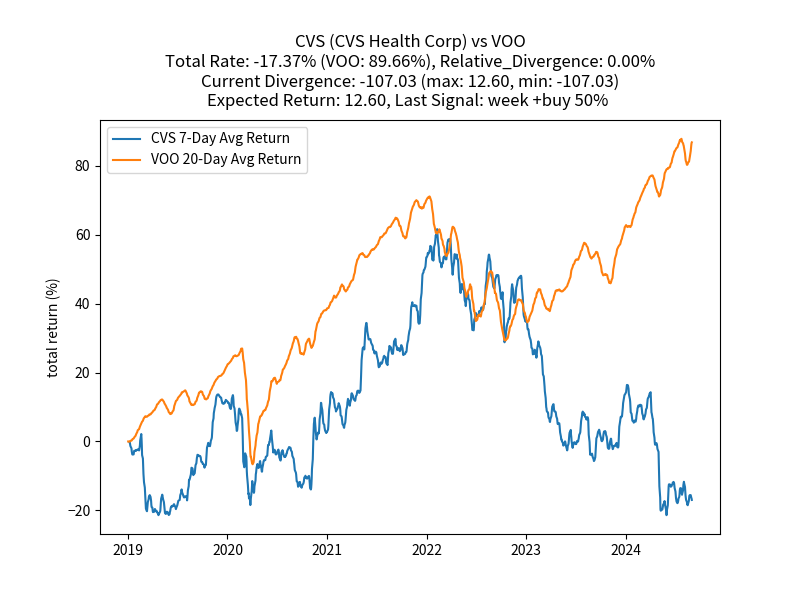 CVS (CVS Health Corp) vs VOO
Total Rate: -17.37% (VOO: 89.66%), Relative_Divergence: 0.00%
Current Divergence: -107.03 (max: 12.60, min: -107.03)
Expected Return: 12.60, Last Signal: week +buy 50%
CVS 7-Day Avg Return
VOO 20-Day Avg Return
total return (%)
80
60
40
20
0
−20
2019 2020 2021 2022 2023 2024